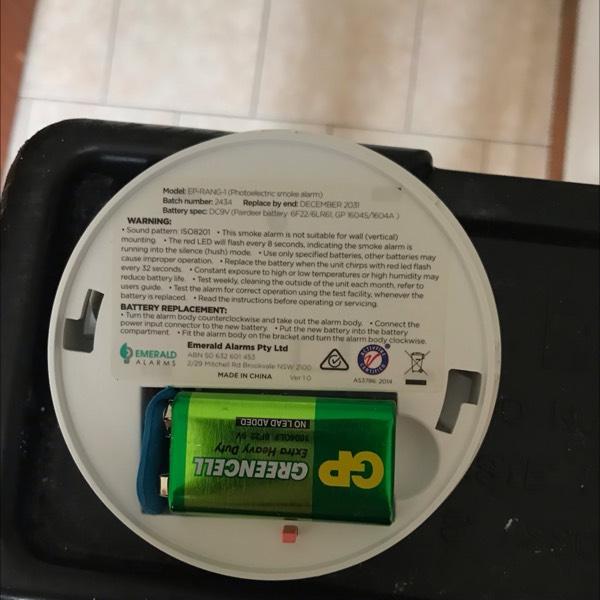 Model: EP-RANG-1 (Photoelectric smoke alarm)
Batch number: 2434 Replace by end: DECEMBER 2031
Battery spec: DC9V (Pairdeer battery: 6F22/6LR61, GP 1604S/1604A )
WARNING:
• Sound pattern: ISO8201 • This smoke alarm is not suitable for wall (vertical)
mounting. • The red LED will flash every 8 seconds, indicating the smoke alarm is
running into the silence (hush) mode. • Use only specified batteries, other batteries may
cause improper operation. • Replace the battery when the unit chirps with red led flash
every 32 seconds. • Constant exposure to high or low temperatures or high humidity may
reduce battery life. • Test weekly, cleaning the outside of the unit each month, refer to
users guide. • Test the alarm for correct operation using the test facility, whenever the
battery is replaced. • Read the instructions before operating or servicing.
BATTERY REPLACEMENT:
• Turn the alarm body counterclockwise and take out the alarm body. • Connect the
power input connector to the new battery. • Put the new battery into the battery
compartment. • Fit the alarm body on the bracket and turn the alarm body clockwise.
EMERALD
ALARMS
Emerald Alarms Pty Ltd
ABN 50 632 601 453
2/29 Mitchell Rd Brookvale NSW 2100
MADE IN CHINA Ver 1.0
ACTIVFIRE
CERTIFIED
AS3786: 2014
GP GREENCELL
Extra Heavy Duty
1604GLF 6F22 9V
NO LEAD ADDED